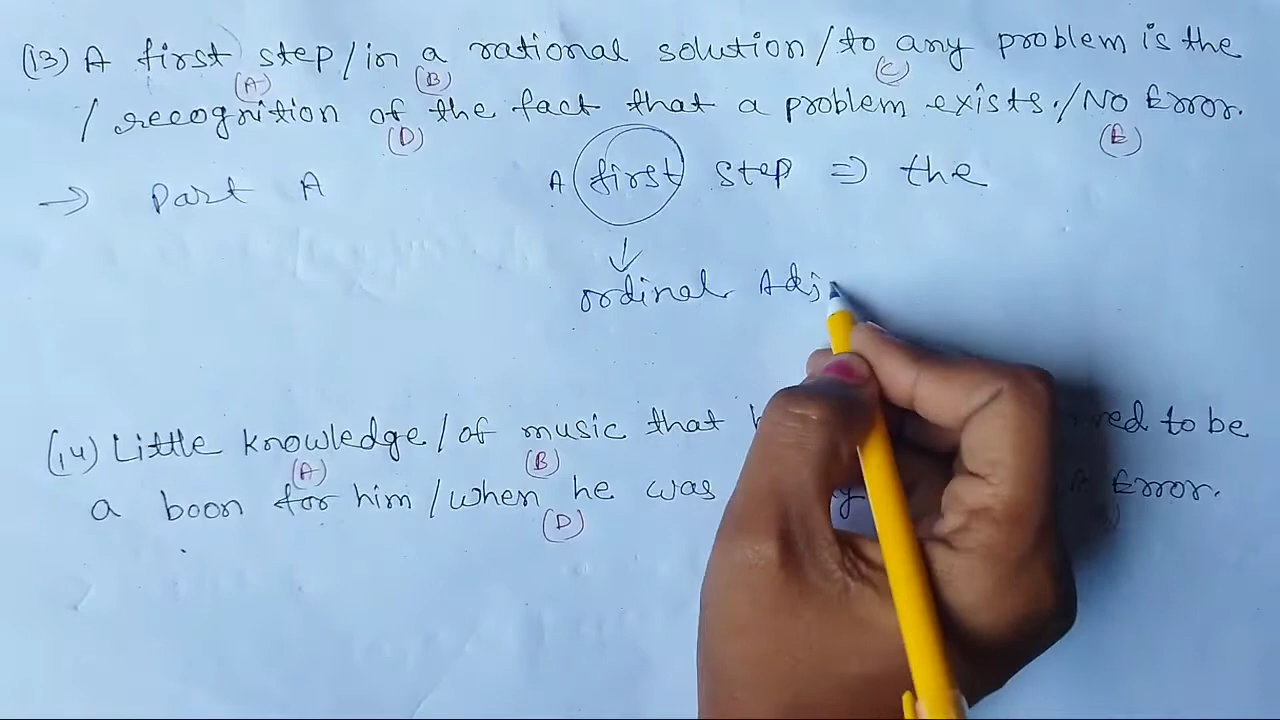 (13) A first step / in a rational solution / to any problem is the
(A) (B) (C)
/ recognition of the fact that a problem exists. / No Error.
(D) (E)
→ Part A A first step ⇒ the
↓
ordinal Adj
(14) Little knowledge / of music that to be
(A) (B)
a boon for him / when he was Error.
(D)